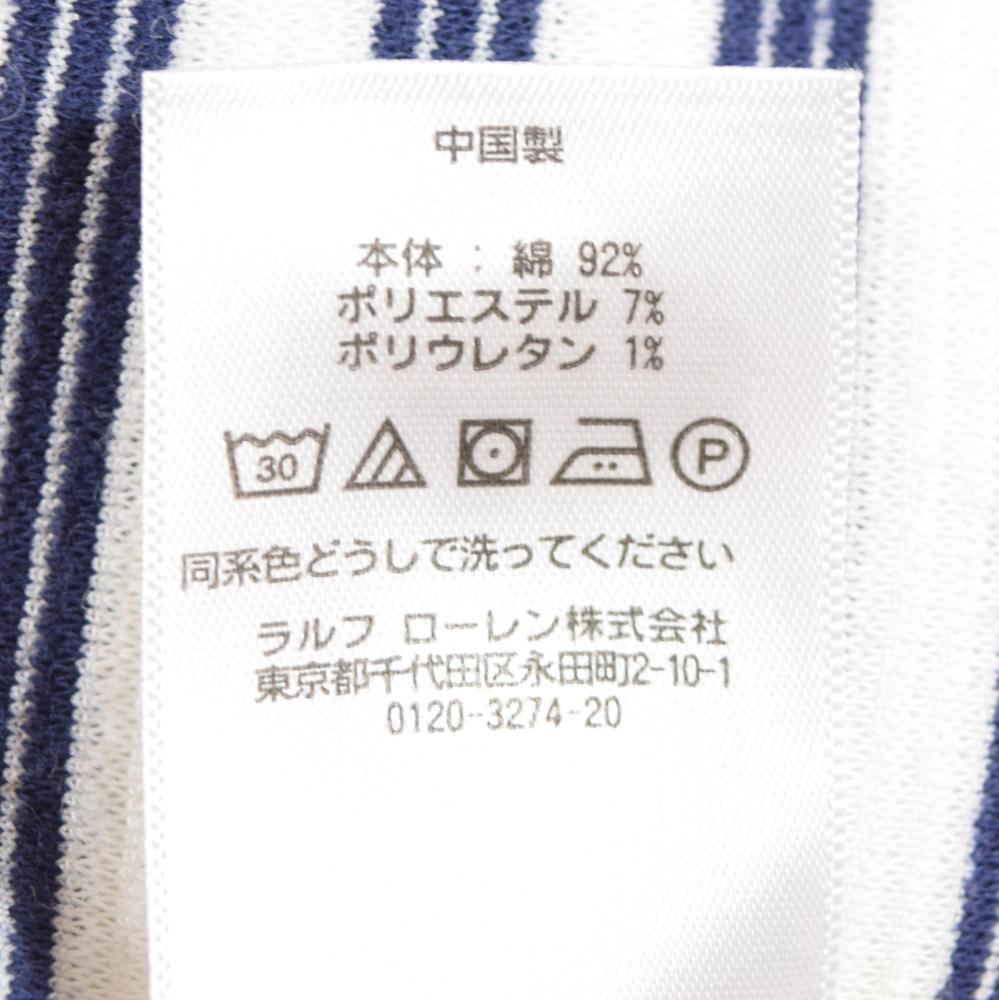 中国製
本体 : 綿 92%
ポリエステル 7%
ポリウレタン 1%
30 P
同系色どうしで洗ってください
ラルフ ローレン株式会社
東京都千代田区永田町2-10-1
0120-3274-20